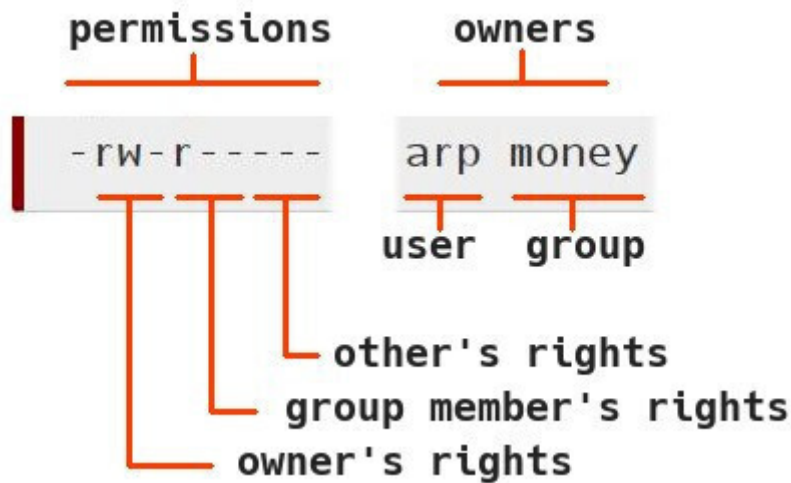 permissions owners
-rw-r----- arp money
user group
other's rights
group member's rights
owner's rights